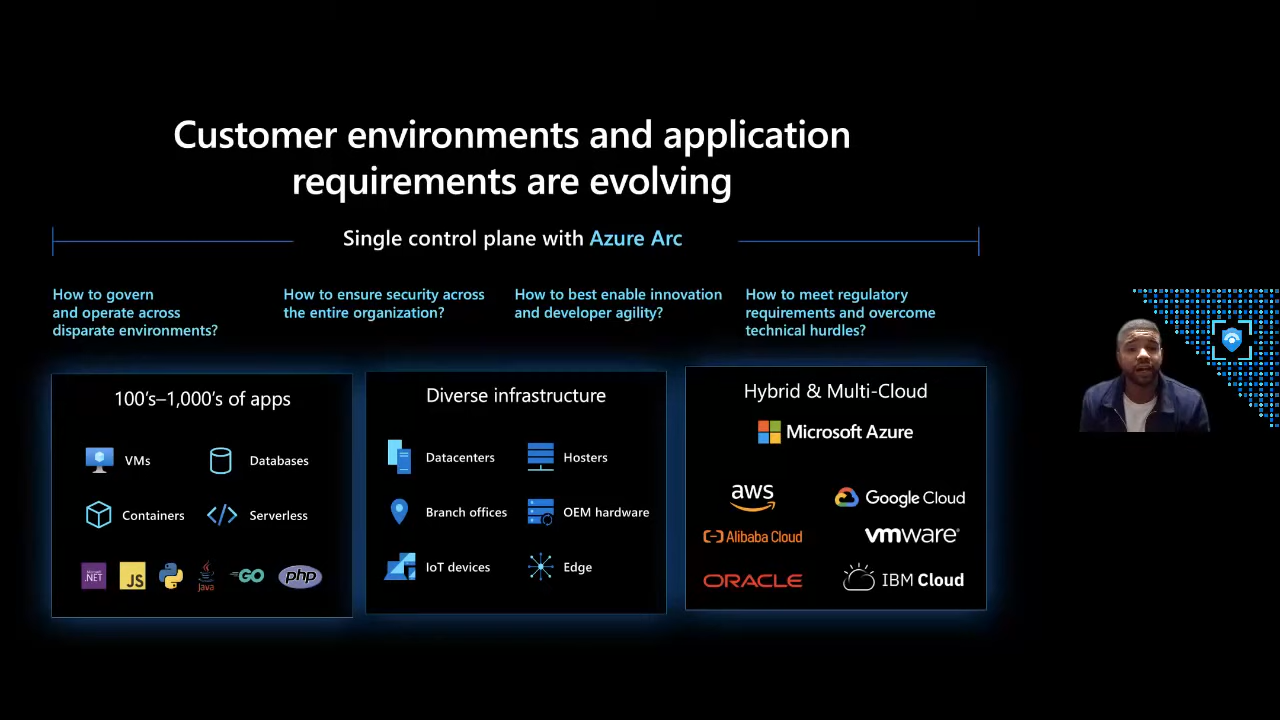 Customer environments and application
requirements are evolving
Single control plane with Azure Arc
How to govern
and operate across
disparate environments?
How to ensure security across
the entire organization?
How to best enable innovation
and developer agility?
How to meet regulatory
requirements and overcome
technical hurdles?
100's–1,000's of apps
VMs
Databases
Containers
Serverless
.NET
JS
Java
GO
php
Diverse infrastructure
Datacenters
Hosters
Branch offices
OEM hardware
IoT devices
Edge
Hybrid & Multi-Cloud
Microsoft Azure
aws
Google Cloud
Alibaba Cloud
vmware®
ORACLE
IBM Cloud